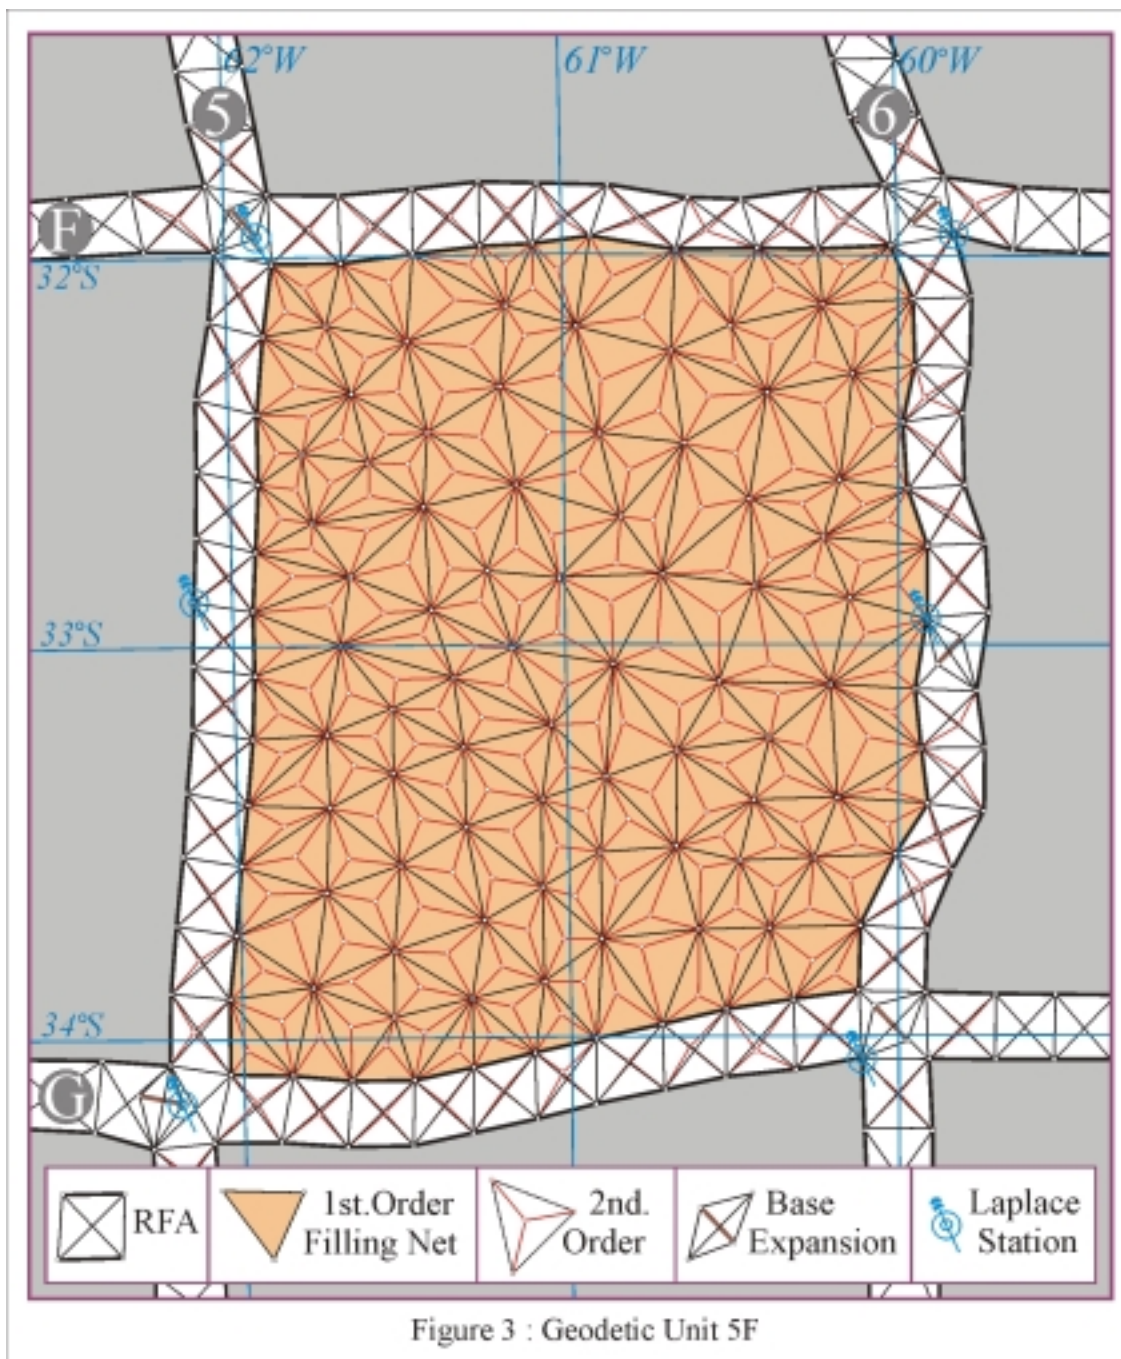 62°W
61°W
60°W
5
6
F
32°S
33°S
34°S
G
RFA
1st.Order
Filling Net
2nd.
Order
Base
Expansion
Laplace
Station
Figure 3 : Geodetic Unit 5F